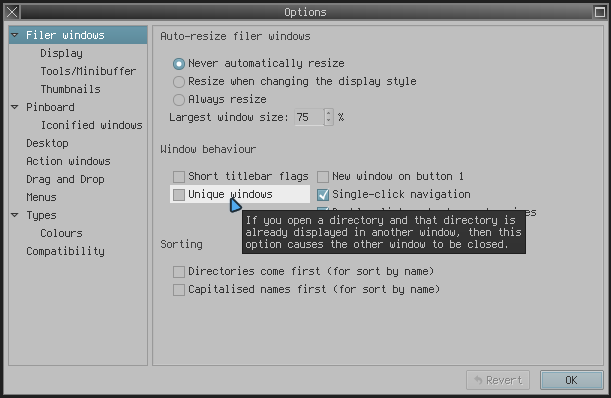 Options
Filer windows
Display
Tools/Minibuffer
Thumbnails
Pinboard
Iconified windows
Desktop
Action windows
Drag and Drop
Menus
Types
Colours
Compatibility
Auto-resize filer windows
Never automatically resize
Resize when changing the display style
Always resize
Largest window size: 75 %
Window behaviour
Short titlebar flags New window on button 1
Unique windows Single-click navigation
If you open a directory and that directory is
already displayed in another window, then this
option causes the other window to be closed.
Sorting
Directories come first (for sort by name)
Capitalised names first (for sort by name)
Revert OK